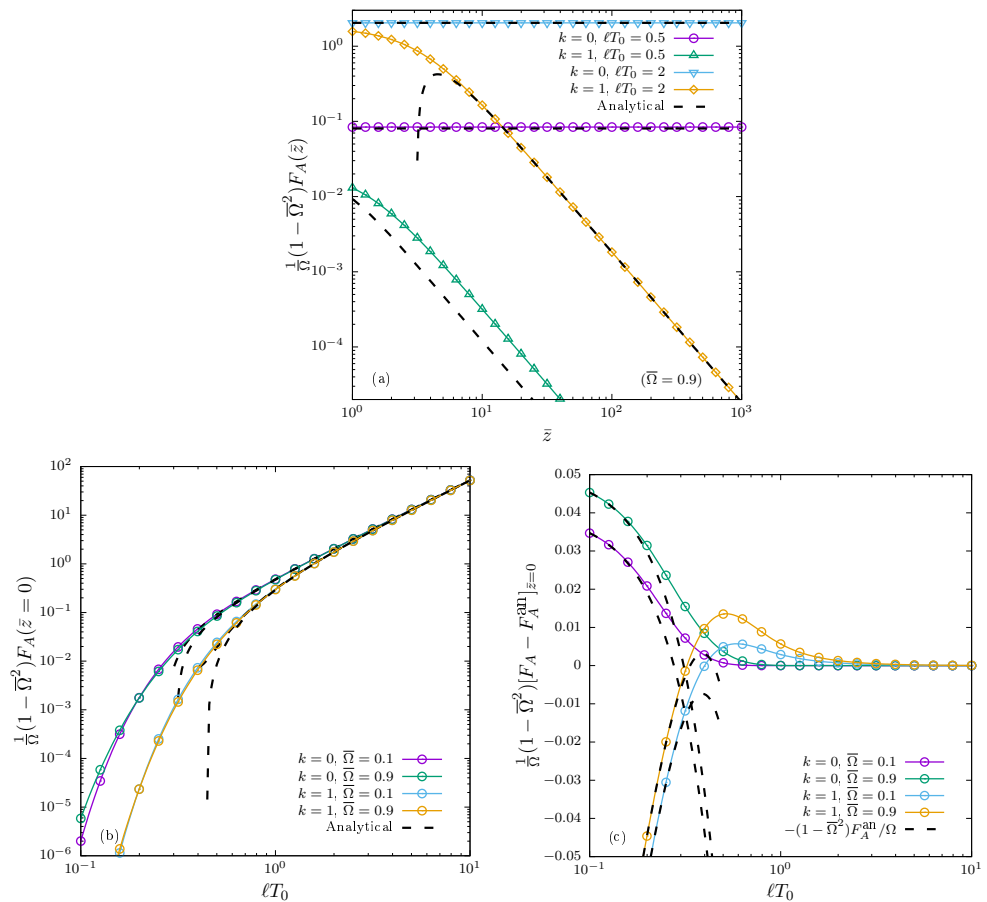 10⁰
10⁻¹
10⁻²
10⁻³
10⁻⁴
10⁰ 10¹ 10² 10³
z̄
1/Ω̄ (1 − Ω̄²)F_A(z̄)
k = 0, ℓT₀ = 0.5
k = 1, ℓT₀ = 0.5
k = 0, ℓT₀ = 2
k = 1, ℓT₀ = 2
Analytical
(a)
(Ω̄ = 0.9)
10²
10¹
10⁰
10⁻¹
10⁻²
10⁻³
10⁻⁴
10⁻⁵
10⁻⁶
10⁻¹ 10⁰ 10¹
ℓT₀
1/Ω̄ (1 − Ω̄²)F_A(z̄ = 0)
k = 0, Ω̄ = 0.1
k = 0, Ω̄ = 0.9
k = 1, Ω̄ = 0.1
k = 1, Ω̄ = 0.9
Analytical
(b)
0.05
0.04
0.03
0.02
0.01
0
−0.01
−0.02
−0.03
−0.04
−0.05
10⁻¹ 10⁰ 10¹
ℓT₀
1/Ω̄ (1 − Ω̄²)[F_A − F_A^an]_z̄=0
k = 0, Ω̄ = 0.1
k = 0, Ω̄ = 0.9
k = 1, Ω̄ = 0.1
k = 1, Ω̄ = 0.9
−(1 − Ω̄²)F_A^an/Ω
(c)